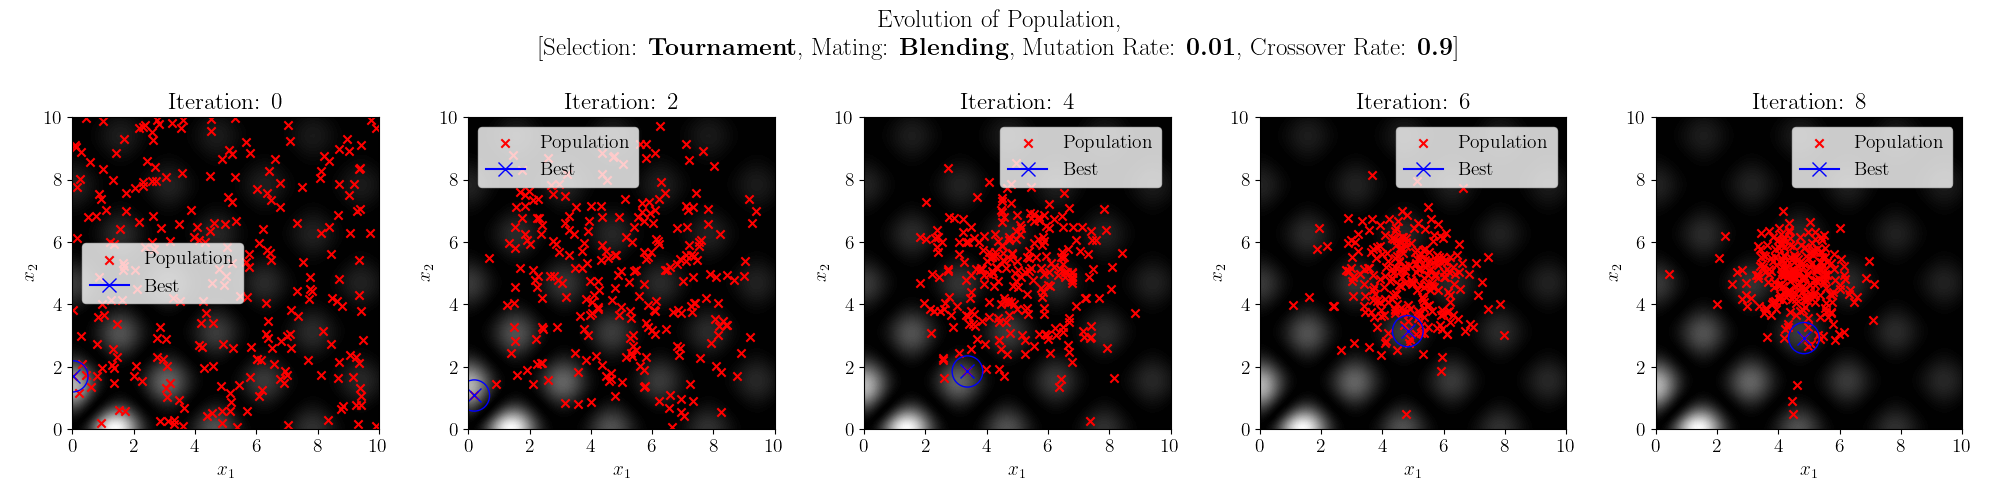 Evolution of Population,
[Selection: Tournament, Mating: Blending, Mutation Rate: 0.01, Crossover Rate: 0.9]
Iteration: 0
10
8
6
4
2
0
x2
Population
Best
0 2 4 6 8 10
x1
Iteration: 2
10
8
6
4
2
0
x2
Population
Best
0 2 4 6 8 10
x1
Iteration: 4
10
8
6
4
2
0
x2
Population
Best
0 2 4 6 8 10
x1
Iteration: 6
10
8
6
4
2
0
x2
Population
Best
0 2 4 6 8 10
x1
Iteration: 8
10
8
6
4
2
0
x2
Population
Best
0 2 4 6 8 10
x1